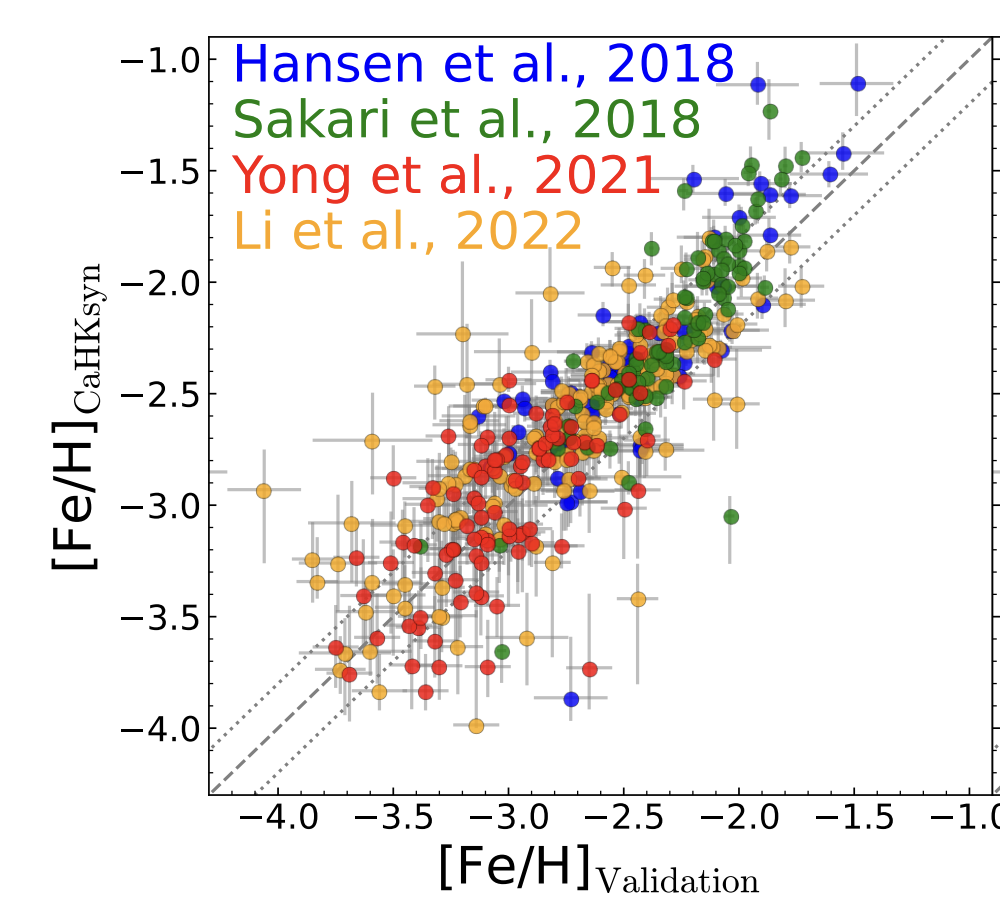 Hansen et al., 2018
Sakari et al., 2018
Yong et al., 2021
Li et al., 2022
−1.0
−1.5
−2.0
−2.5
−3.0
−3.5
−4.0
[Fe/H]CaHKsyn
−4.0 −3.5 −3.0 −2.5 −2.0 −1.5 −1.0
[Fe/H]Validation